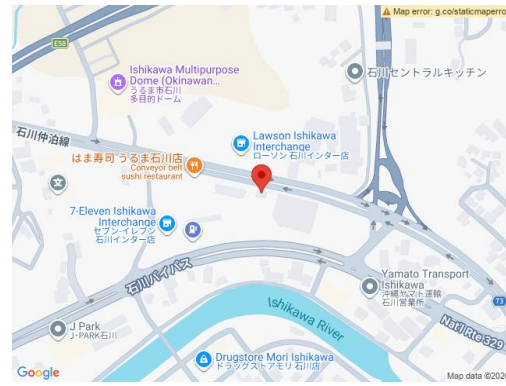 Map error: g.co/staticmaperro
E58
Ishikawa Multipurpose
Dome (Okinawan...
うるま市石川
多目的ドーム
石川セントラルキッチン
石川仲泊線
Lawson Ishikawa
Interchange
ローソン 石川インター店
はま寿司 うるま石川店
Conveyor belt
sushi restaurant
7-Eleven Ishikawa
Interchange
セブン-イレブン
石川インター店
石川バイパス
Yamato Transport
Ishikawa
沖縄ヤマト運輸
石川営業所
73
Nat'l Rte 329
Ishikawa River
J Park
J-PARK石川
Drugstore Mori Ishikawa
ドラッグストアモリ 石川店
Google
Map data ©2026